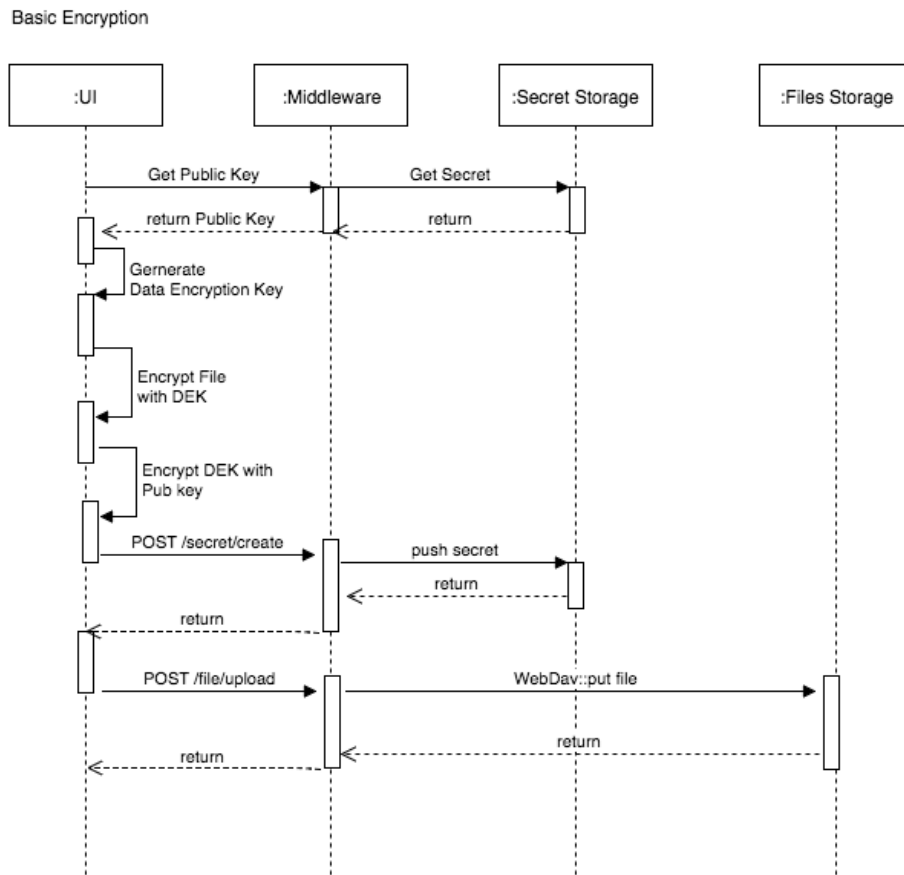 Basic Encryption
:UI
:Middleware
:Secret Storage
:Files Storage
Get Public Key
Get Secret
return Public Key
return
Gernerate
Data Encryption Key
Encrypt File
with DEK
Encrypt DEK with
Pub key
POST /secret/create
push secret
return
return
POST /file/upload
WebDav::put file
return
return